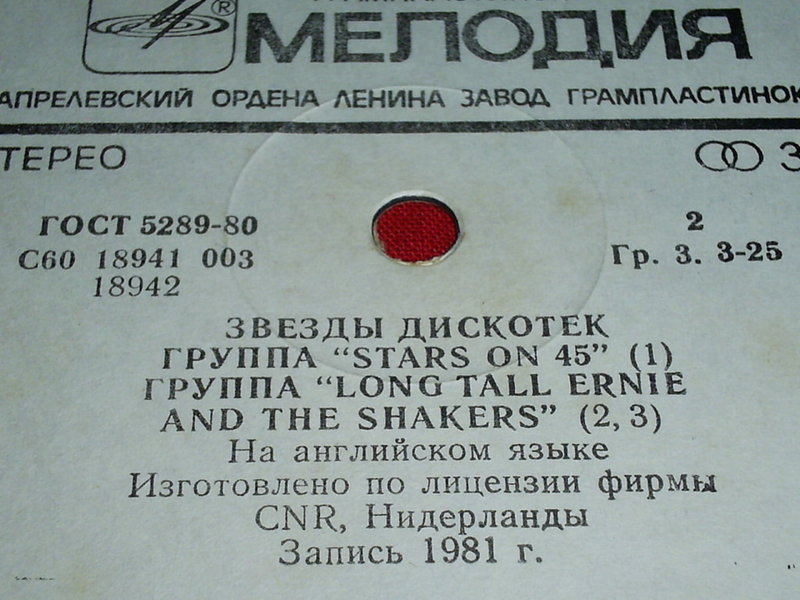 ®
МЕЛОДИЯ
АПРЕЛЕВСКИЙ ОРДЕНА ЛЕНИНА ЗАВОД ГРАМПЛАСТИНОК
ТЕРЕО 3
ГОСТ 5289-80 2
С60 18941 003 Гр. 3. 3-25
18942
ЗВЕЗДЫ ДИСКОТЕК
ГРУППА “STARS ON 45” (1)
ГРУППА “LONG TALL ERNIE
AND THE SHAKERS” (2, 3)
На английском языке
Изготовлено по лицензии фирмы
CNR, Нидерланды
Запись 1981 г.